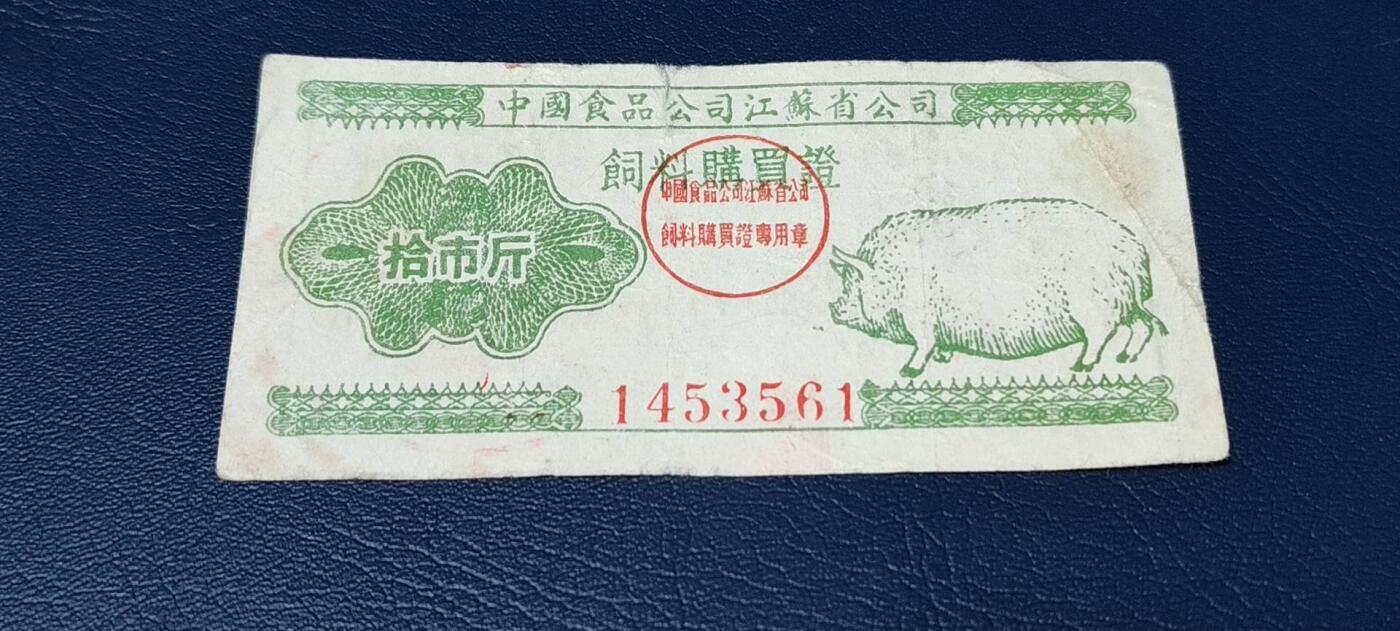 中國食品公司江蘇省公司
飼料購買證
中國食品公司江蘇省公司
飼料購買證專用章
拾市斤
1453561